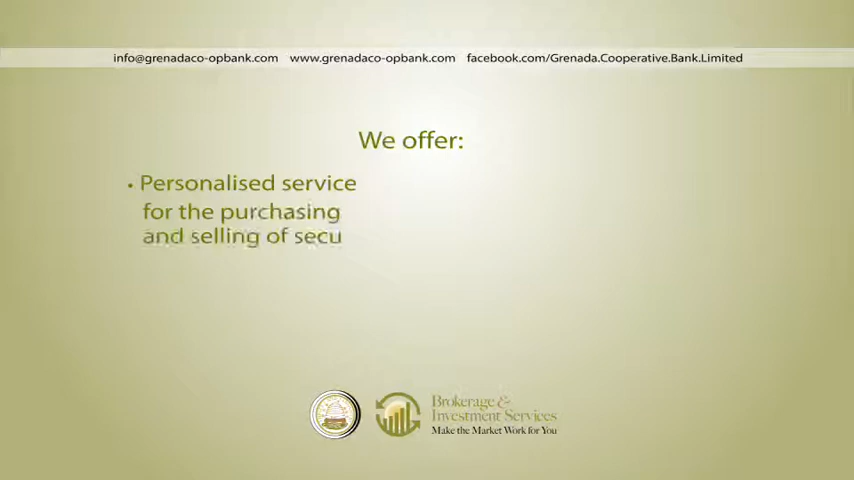 info@grenadaco-opbank.com www.grenadaco-opbank.com facebook.com/Grenada.Cooperative.Bank.Limited
We offer:
• Personalised service
for the purchasing
and selling of secu
Brokerage &
Investment Services
Make the Market Work for You